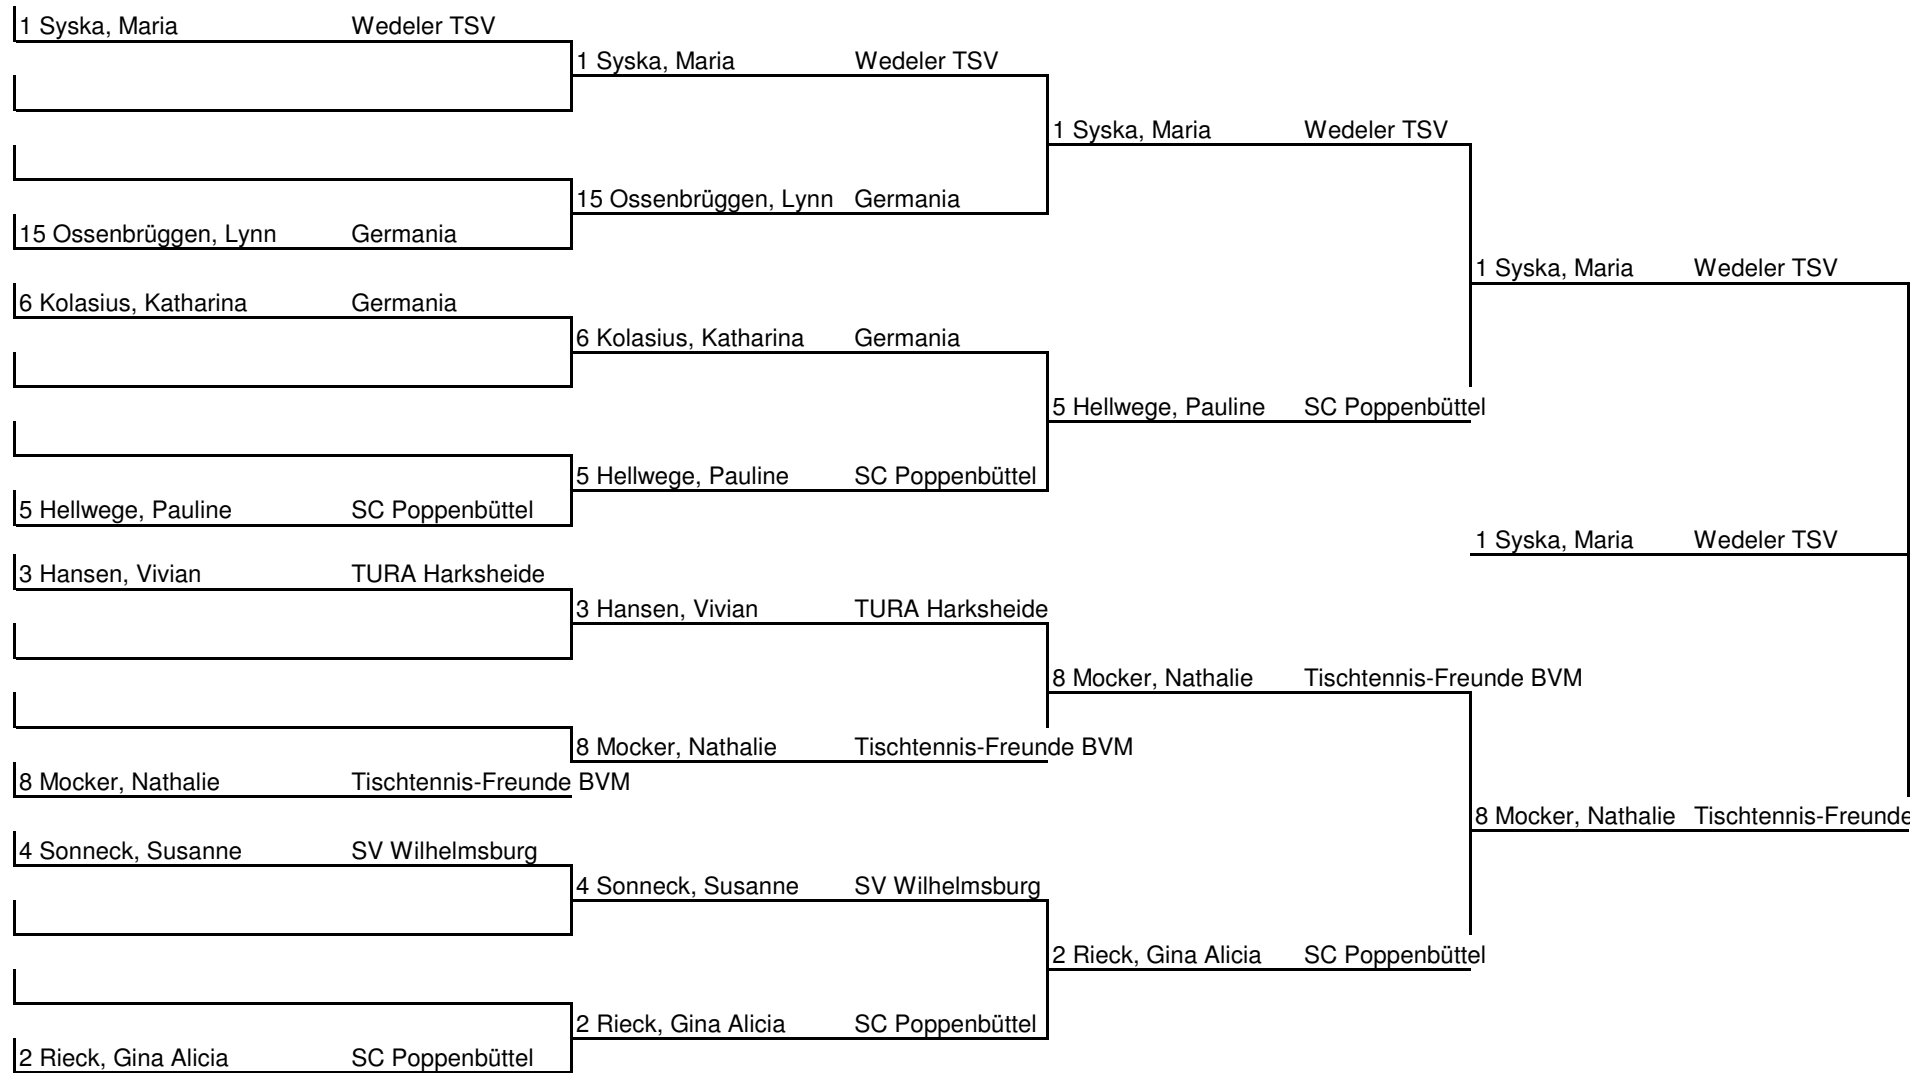 1 Syska, Maria Wedeler TSV
1 Syska, Maria Wedeler TSV
1 Syska, Maria Wedeler TSV
15 Ossenbrüggen, Lynn Germania
15 Ossenbrüggen, Lynn Germania
1 Syska, Maria Wedeler TSV
6 Kolasius, Katharina Germania
6 Kolasius, Katharina Germania
5 Hellwege, Pauline SC Poppenbüttel
5 Hellwege, Pauline SC Poppenbüttel
5 Hellwege, Pauline SC Poppenbüttel
1 Syska, Maria Wedeler TSV
3 Hansen, Vivian TURA Harksheide
3 Hansen, Vivian TURA Harksheide
8 Mocker, Nathalie Tischtennis-Freunde BVM
8 Mocker, Nathalie Tischtennis-Freunde BVM
8 Mocker, Nathalie Tischtennis-Freunde BVM
8 Mocker, Nathalie Tischtennis-Freunde
4 Sonneck, Susanne SV Wilhelmsburg
4 Sonneck, Susanne SV Wilhelmsburg
2 Rieck, Gina Alicia SC Poppenbüttel
2 Rieck, Gina Alicia SC Poppenbüttel
2 Rieck, Gina Alicia SC Poppenbüttel